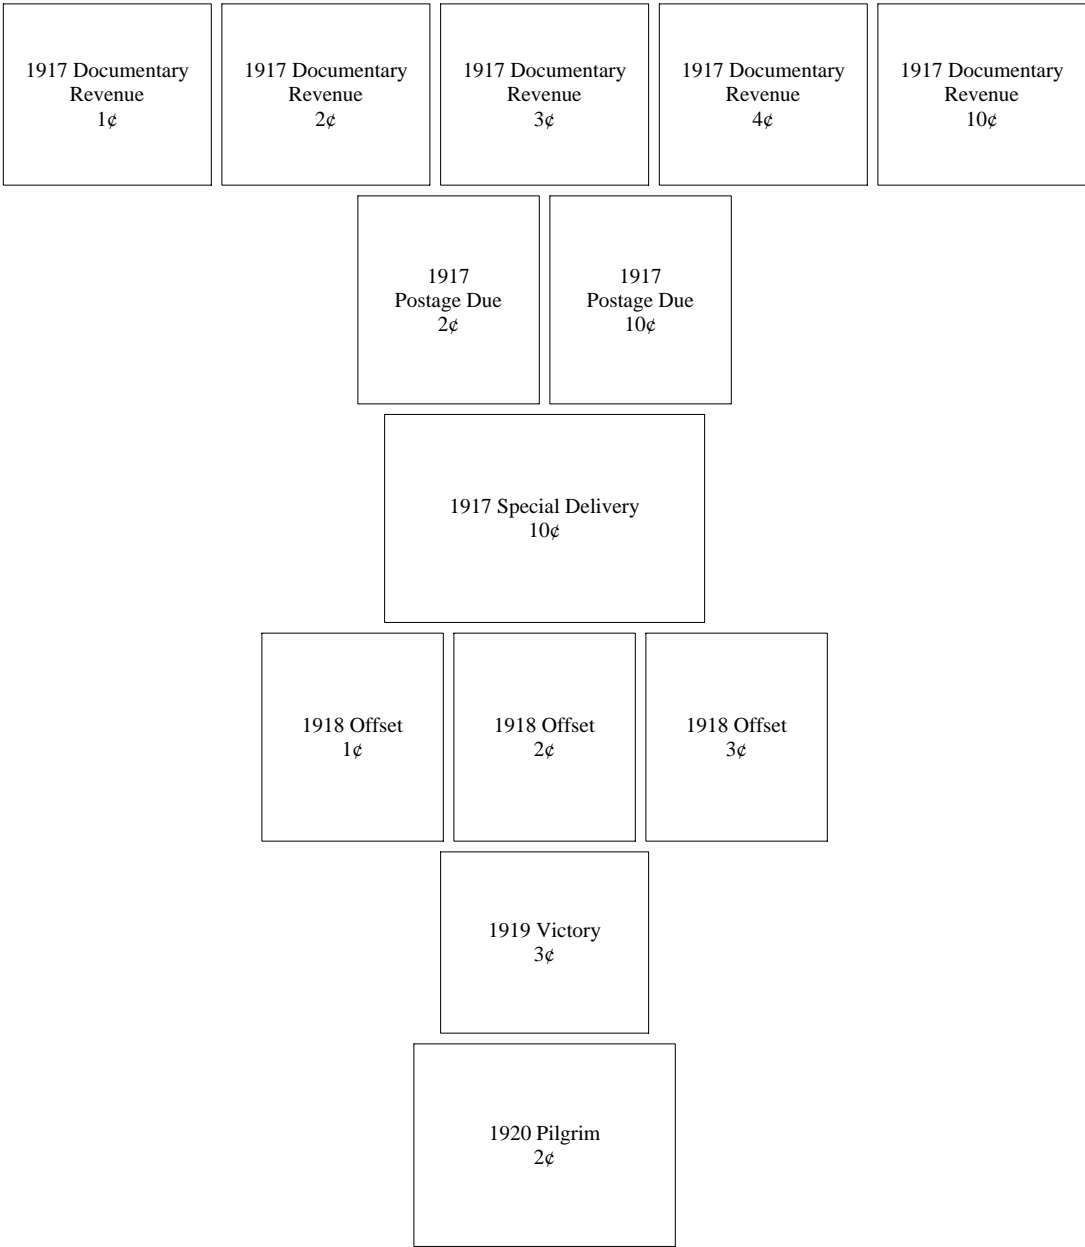 1917 Documentary
Revenue
1¢
1917 Documentary
Revenue
2¢
1917 Documentary
Revenue
3¢
1917 Documentary
Revenue
4¢
1917 Documentary
Revenue
10¢
1917
Postage Due
2¢
1917
Postage Due
10¢
1917 Special Delivery
10¢
1918 Offset
1¢
1918 Offset
2¢
1918 Offset
3¢
1919 Victory
3¢
1920 Pilgrim
2¢